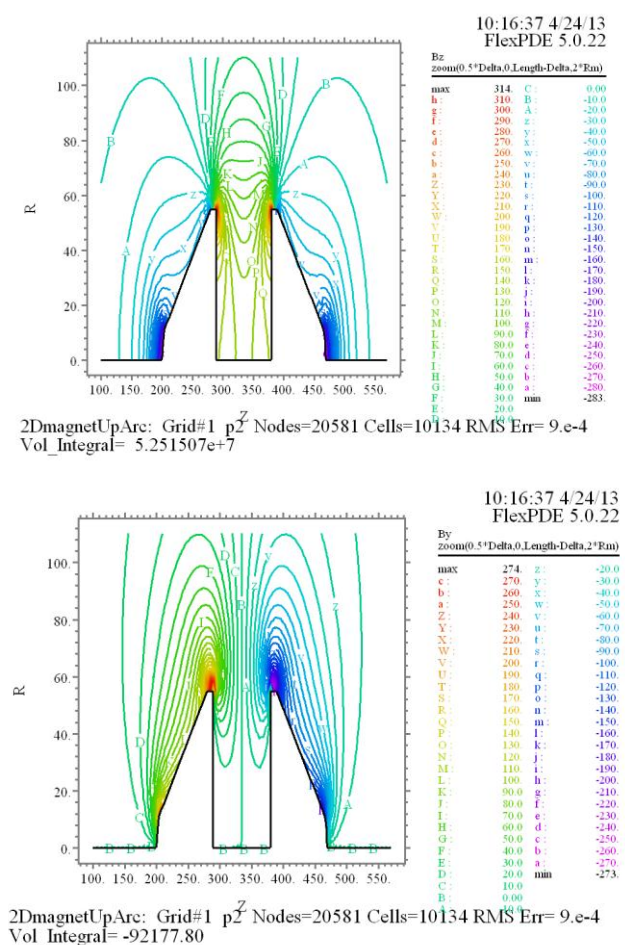 10:16:37 4/24/13
FlexPDE 5.0.22
Bz
zoom(0.5*Delta,0,Length-Delta,2*Rm)
max 314. C : 0.00
h : 310. B : -10.0
g : 300. A : -20.0
f : 290. z : -30.0
e : 280. y : -40.0
d : 270. x : -50.0
c : 260. w : -60.0
b : 250. v : -70.0
a : 240. u : -80.0
Z : 230. t : -90.0
Y : 220. s : -100.
X : 210. r : -110.
W : 200. q : -120.
V : 190. p : -130.
U : 180. o : -140.
T : 170. n : -150.
S : 160. m : -160.
R : 150. l : -170.
Q : 140. k : -180.
P : 130. j : -190.
O : 120. i : -200.
N : 110. h : -210.
M : 100. g : -220.
L : 90.0 f : -230.
K : 80.0 e : -240.
J : 70.0 d : -250.
I : 60.0 c : -260.
H : 50.0 b : -270.
G : 40.0 a : -280.
F : 30.0 min -283.
E : 20.0
D : 10.0
100.
80.
60.
R
40.
20.
0.
100. 150. 200. 250. 300. 350. 400. 450. 500. 550.
Z
2DmagnetUpArc: Grid#1 p2 Nodes=20581 Cells=10134 RMS Err= 9.e-4
Vol_Integral= 5.251507e+7
10:16:37 4/24/13
FlexPDE 5.0.22
By
zoom(0.5*Delta,0,Length-Delta,2*Rm)
max 274. z : -20.0
c : 270. y : -30.0
b : 260. x : -40.0
a : 250. w : -50.0
Z : 240. v : -60.0
Y : 230. u : -70.0
X : 220. t : -80.0
W : 210. s : -90.0
V : 200. r : -100.
U : 190. q : -110.
T : 180. p : -120.
S : 170. o : -130.
R : 160. n : -140.
Q : 150. m : -150.
P : 140. l : -160.
O : 130. k : -170.
N : 120. j : -180.
M : 110. i : -190.
L : 100. h : -200.
K : 90.0 g : -210.
J : 80.0 f : -220.
I : 70.0 e : -230.
H : 60.0 d : -240.
G : 50.0 c : -250.
F : 40.0 b : -260.
E : 30.0 a : -270.
D : 20.0 min -273.
C : 10.0
B : 0.00
100.
80.
60.
R
40.
20.
0.
100. 150. 200. 250. 300. 350. 400. 450. 500. 550.
Z
2DmagnetUpArc: Grid#1 p2 Nodes=20581 Cells=10134 RMS Err= 9.e-4
Vol_Integral= -92177.80